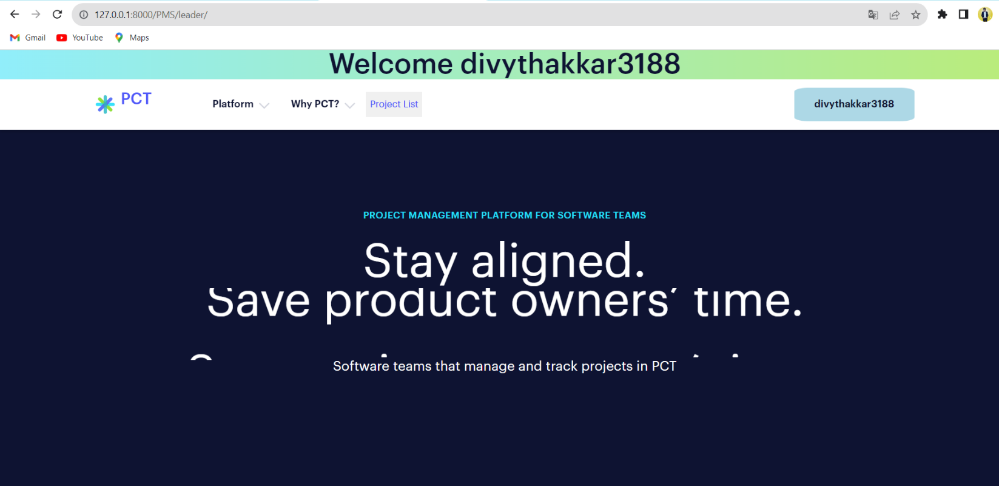 127.0.0.1:8000/PMS/leader/
Gmail YouTube Maps
Welcome divythakkar3188
PCT Platform Why PCT? Project List divythakkar3188
PROJECT MANAGEMENT PLATFORM FOR SOFTWARE TEAMS
Stay aligned.
Save product owners’ time.
Software teams that manage and track projects in PCT